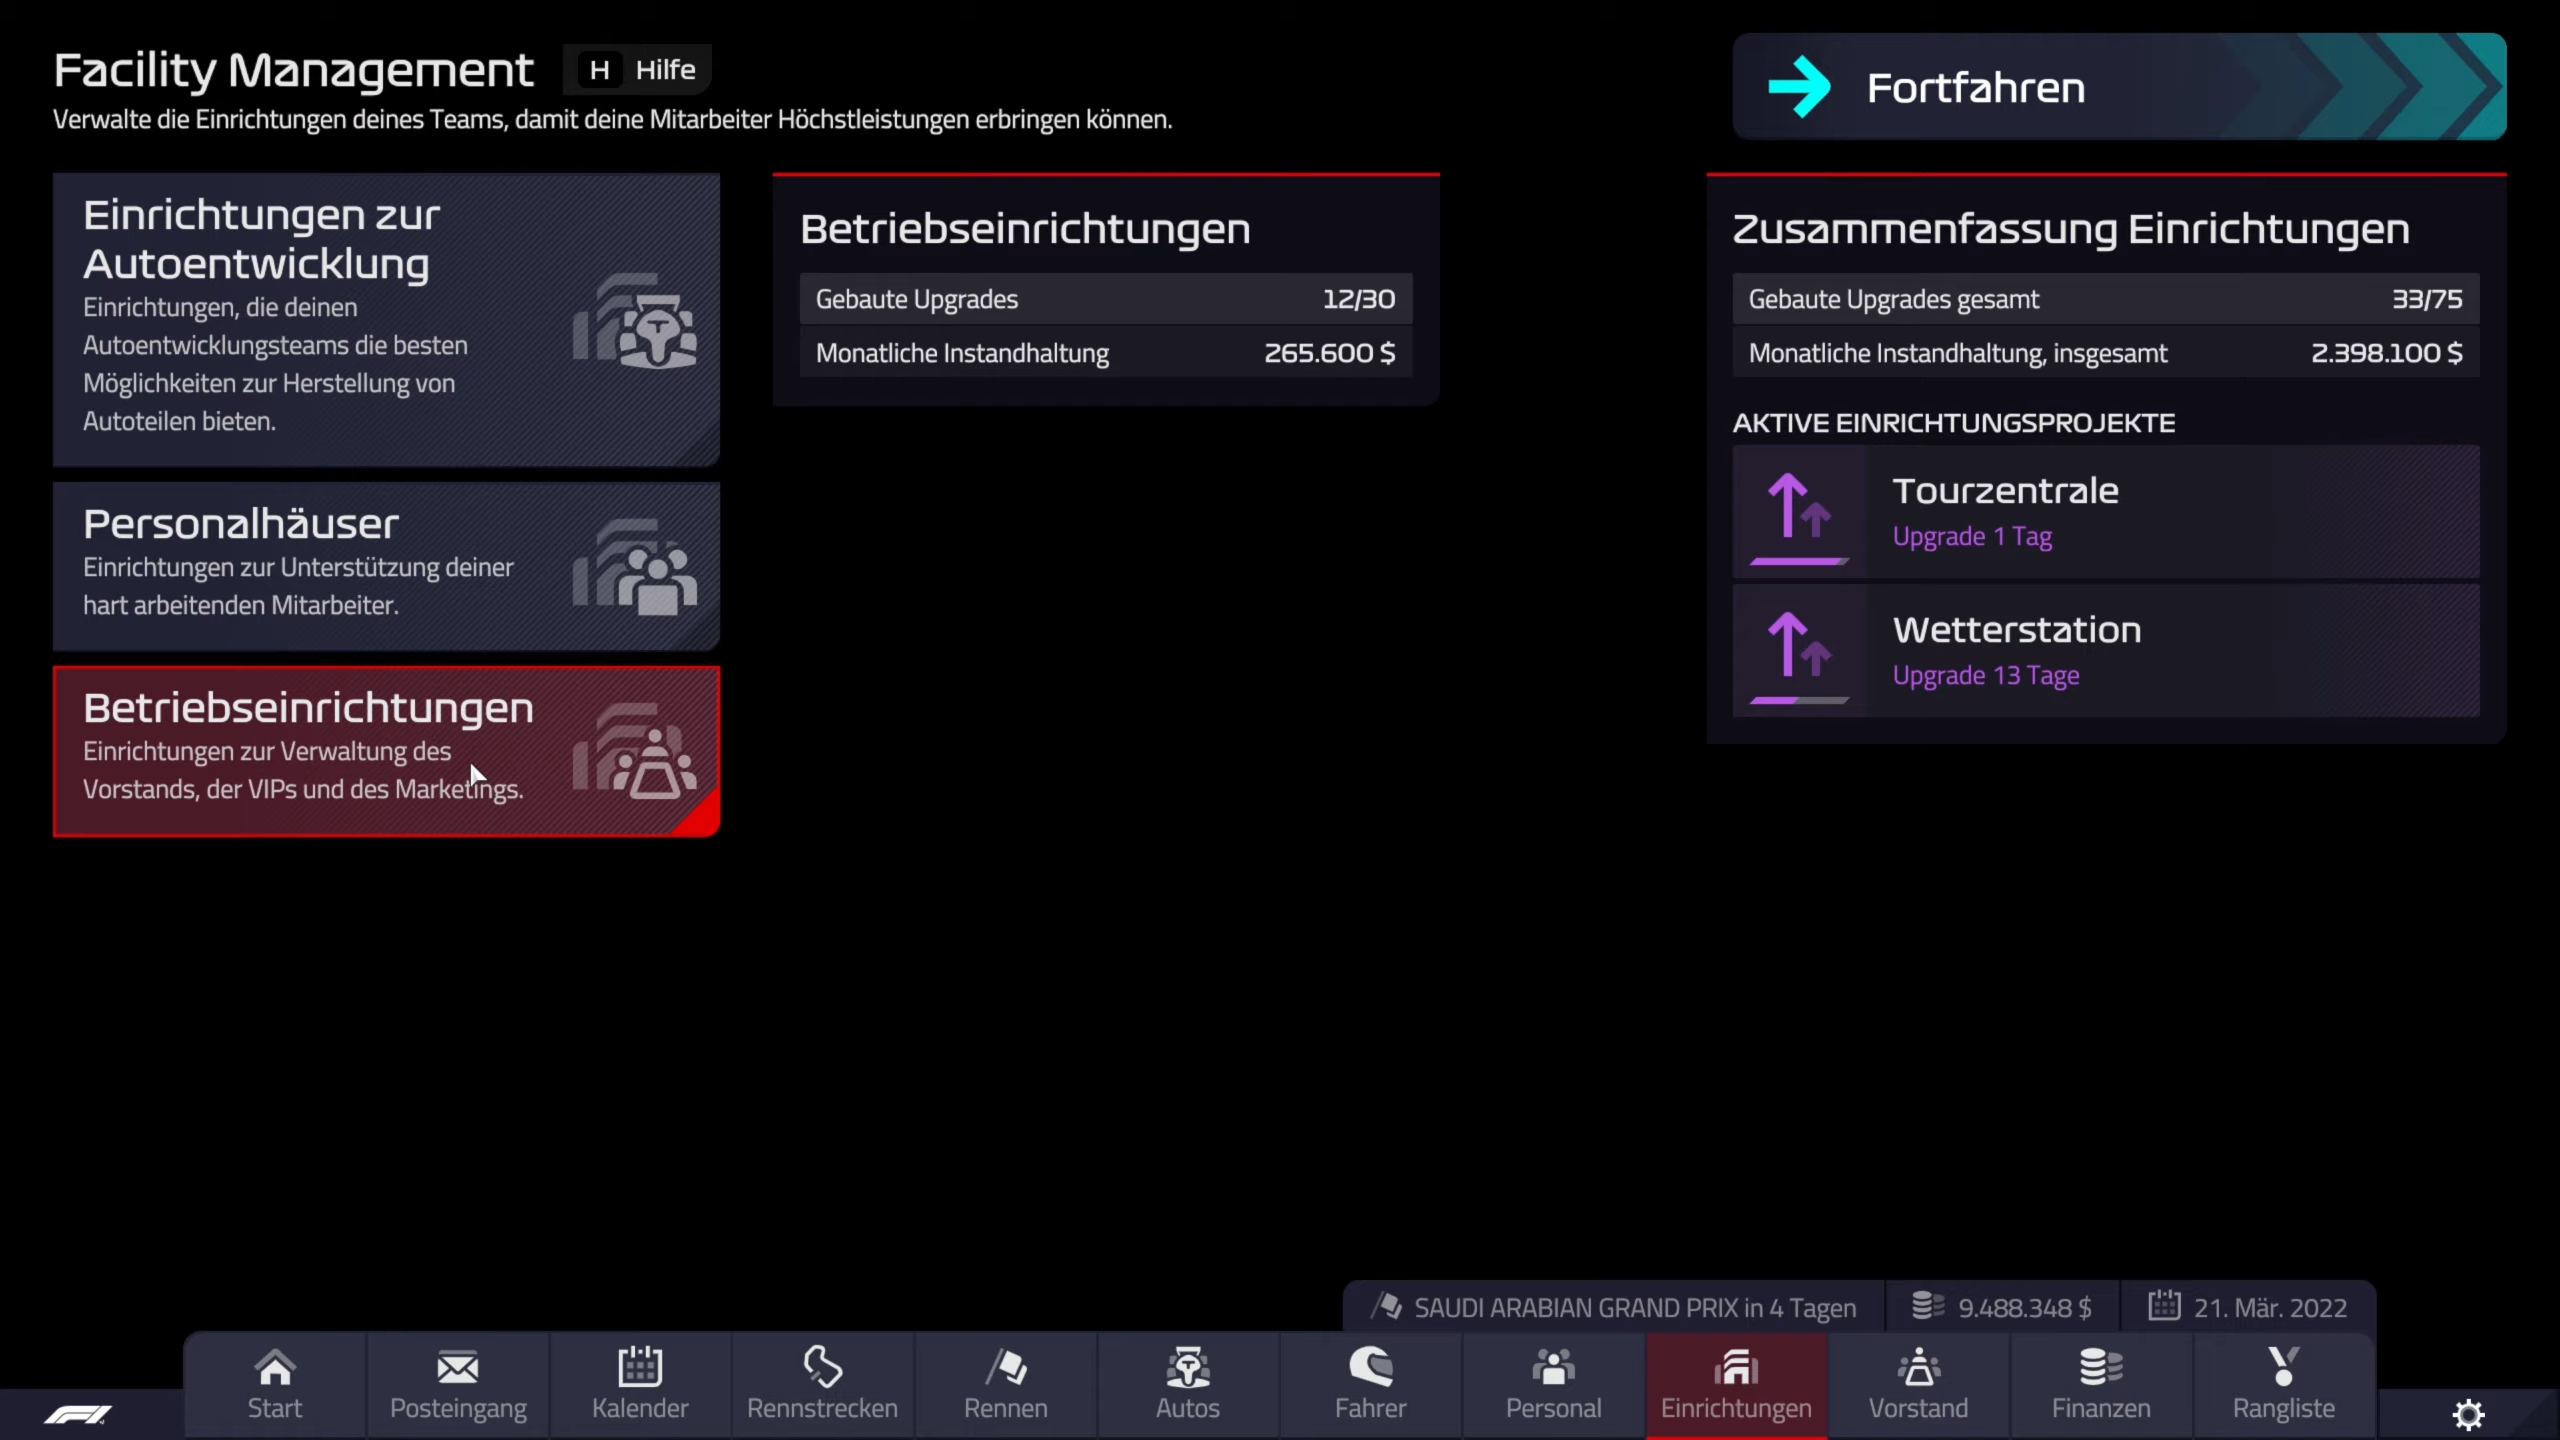 Facility Management
H Hilfe
Verwalte die Einrichtungen deines Teams, damit deine Mitarbeiter Höchstleistungen erbringen können.
Fortfahren
Einrichtungen zur
Autoentwicklung
Einrichtungen, die deinen
Autoentwicklungsteams die besten
Möglichkeiten zur Herstellung von
Autoteilen bieten.
Personalhäuser
Einrichtungen zur Unterstützung deiner
hart arbeitenden Mitarbeiter.
Betriebseinrichtungen
Einrichtungen zur Verwaltung des
Vorstands, der VIPs und des Marketings.
Betriebseinrichtungen
Gebaute Upgrades 12/30
Monatliche Instandhaltung 265.600 $
Zusammenfassung Einrichtungen
Gebaute Upgrades gesamt 33/75
Monatliche Instandhaltung, insgesamt 2.398.100 $
AKTIVE EINRICHTUNGSPROJEKTE
Tourzentrale
Upgrade 1 Tag
Wetterstation
Upgrade 13 Tage
SAUDI ARABIAN GRAND PRIX in 4 Tagen 9.488.348 $ 21. Mär. 2022
Start Posteingang Kalender Rennstrecken Rennen Autos Fahrer Personal Einrichtungen Vorstand Finanzen Rangliste